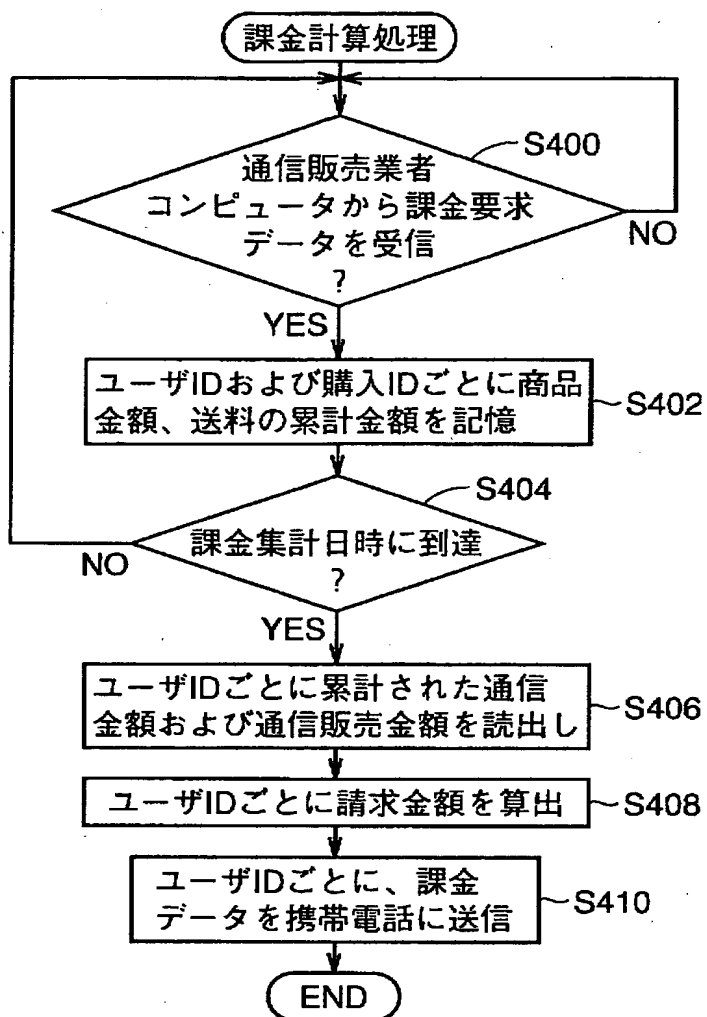 課金計算処理
S400
通信販売業者
コンピュータから課金要求
データを受信
?
NO
YES
ユーザIDおよび購入IDごとに商品
金額、送料の累計金額を記憶
S402
S404
課金集計日時に到達
?
NO
YES
ユーザIDごとに累計された通信
金額および通信販売金額を読出し
S406
ユーザIDごとに請求金額を算出
S408
ユーザIDごとに、課金
データを携帯電話に送信
S410
END